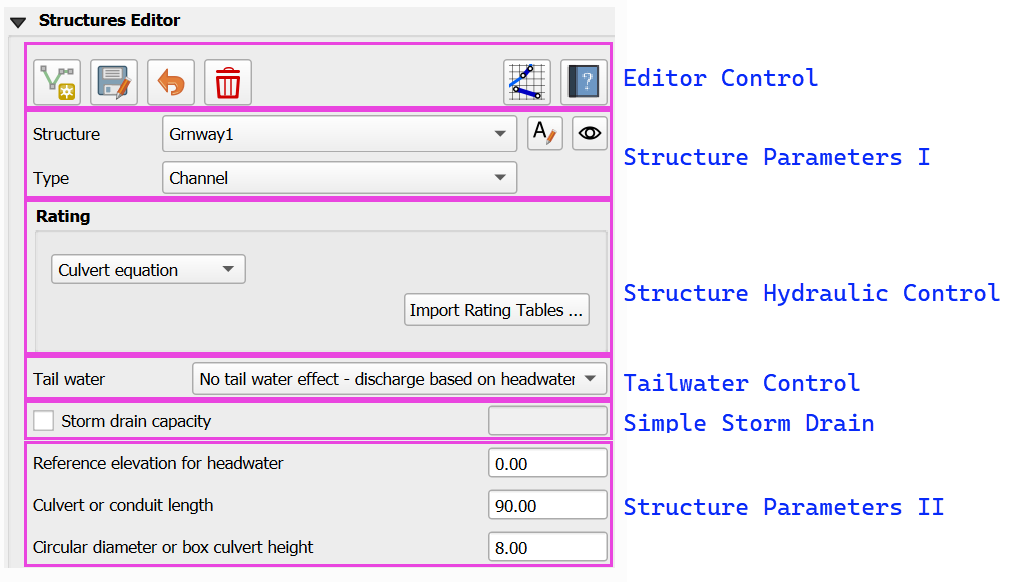 Structures Editor
Editor Control
Structure Grnway1 A
Structure Parameters I
Type Channel
Rating
Culvert equation
Structure Hydraulic Control
Import Rating Tables ...
Tail water No tail water effect - discharge based on headwater
Tailwater Control
Storm drain capacity
Simple Storm Drain
Reference elevation for headwater 0.00
Culvert or conduit length 90.00
Structure Parameters II
Circular diameter or box culvert height 8.00